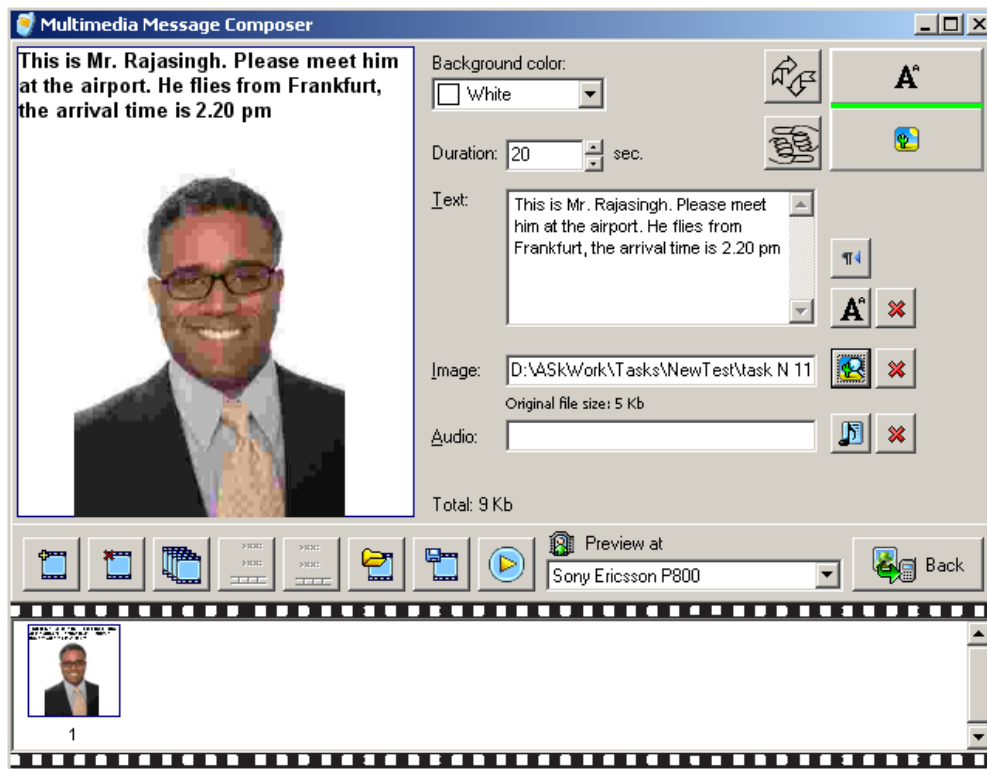 Multimedia Message Composer
This is Mr. Rajasingh. Please meet him
at the airport. He flies from Frankfurt,
the arrival time is 2.20 pm
Background color:
White
Duration: 20 sec.
Text:
This is Mr. Rajasingh. Please meet
him at the airport. He flies from
Frankfurt, the arrival time is 2.20 pm
Image: D:\ASkWork\Tasks\NewTest\task N 11
Original file size: 5 Kb
Audio:
Total: 9 Kb
Preview at
Sony Ericsson P800
Back
1